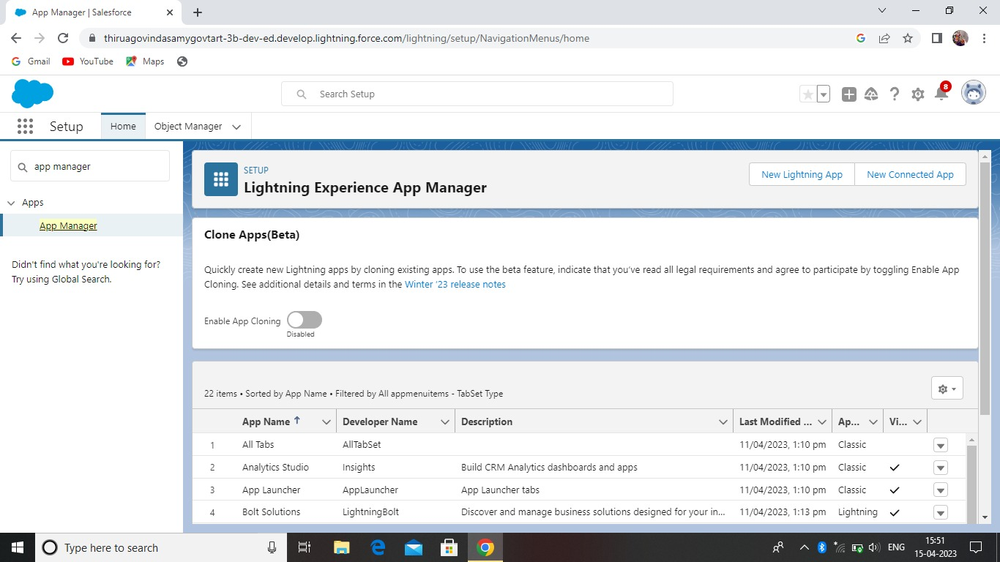 App Manager | Salesforce
thiruagovindasamygovtart-3b-dev-ed.develop.lightning.force.com/lightning/setup/NavigationMenus/home
Gmail YouTube Maps
Search Setup
8
Setup Home Object Manager
app manager
Apps
App Manager
Didn't find what you're looking for?
Try using Global Search.
SETUP
Lightning Experience App Manager
New Lightning App New Connected App
Clone Apps(Beta)
Quickly create new Lightning apps by cloning existing apps. To use the beta feature, indicate that you've read all legal requirements and agree to participate by toggling Enable App
Cloning. See additional details and terms in the Winter '23 release notes
Enable App Cloning
Disabled
22 items • Sorted by App Name • Filtered by All appmenuitems - TabSet Type
App Name Developer Name Description Last Modified ... Ap... Vi...
1 All Tabs AllTabSet 11/04/2023, 1:10 pm Classic
2 Analytics Studio Insights Build CRM Analytics dashboards and apps 11/04/2023, 1:10 pm Classic
3 App Launcher AppLauncher App Launcher tabs 11/04/2023, 1:10 pm Classic
4 Bolt Solutions LightningBolt Discover and manage business solutions designed for your in... 11/04/2023, 1:13 pm Lightning
Type here to search
ENG
15:51
15-04-2023